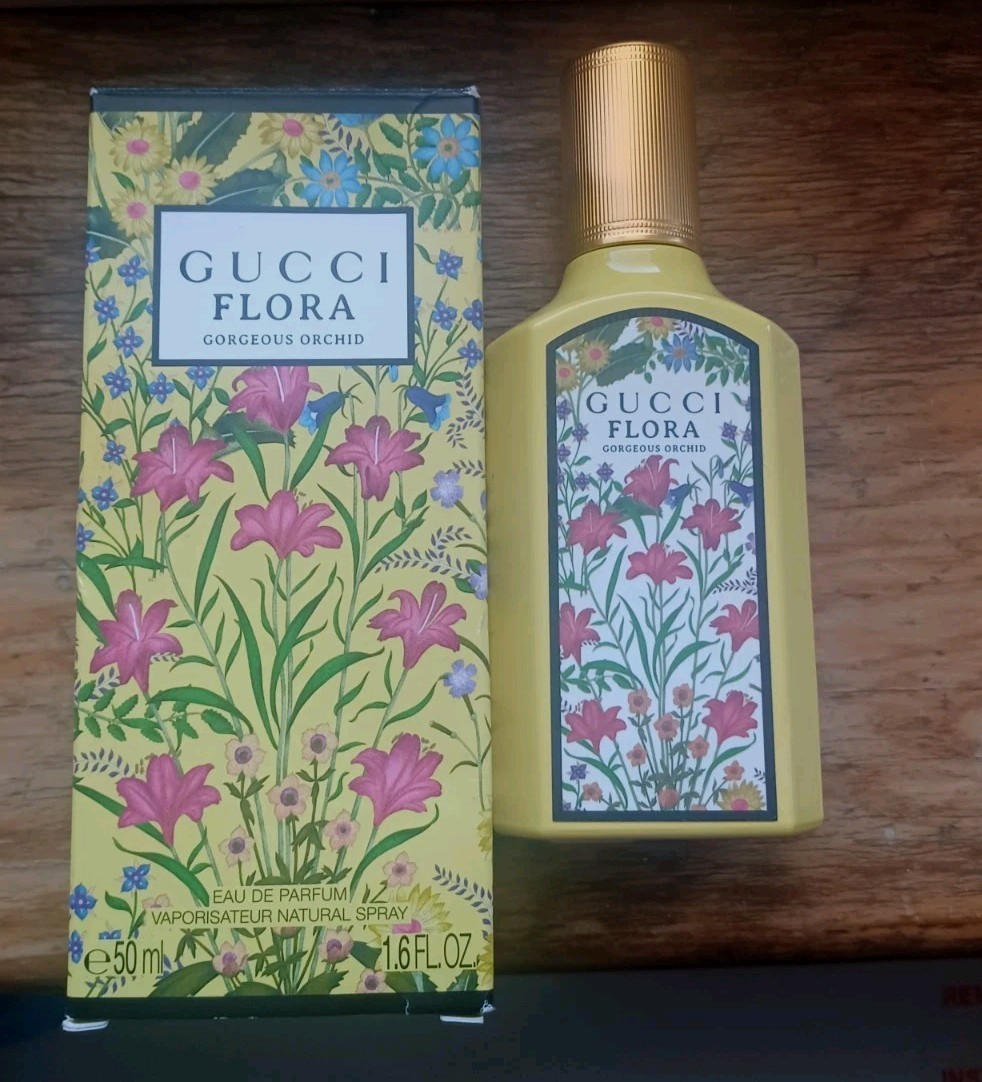 GUCCI
FLORA
GORGEOUS ORCHID
EAU DE PARFUM
VAPORISATEUR NATURAL SPRAY
℮50 ml 1.6 FL. OZ.
GUCCI
FLORA
GORGEOUS ORCHID